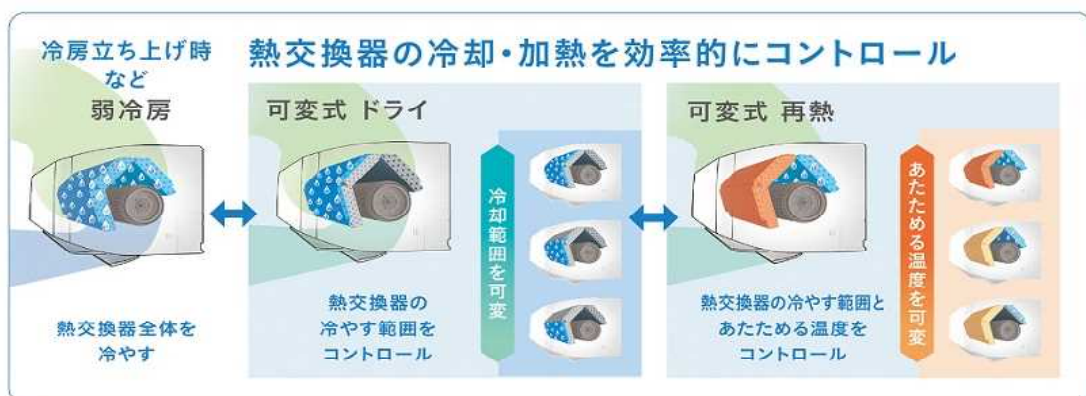 冷房立ち上げ時
など
弱冷房
熱交換器全体を
冷やす
熱交換器の冷却・加熱を効率的にコントロール
可変式 ドライ
熱交換器の
冷やす範囲を
コントロール
冷却範囲を可変
可変式 再熱
熱交換器の冷やす範囲と
あたためる温度を
コントロール
あたためる温度を可変